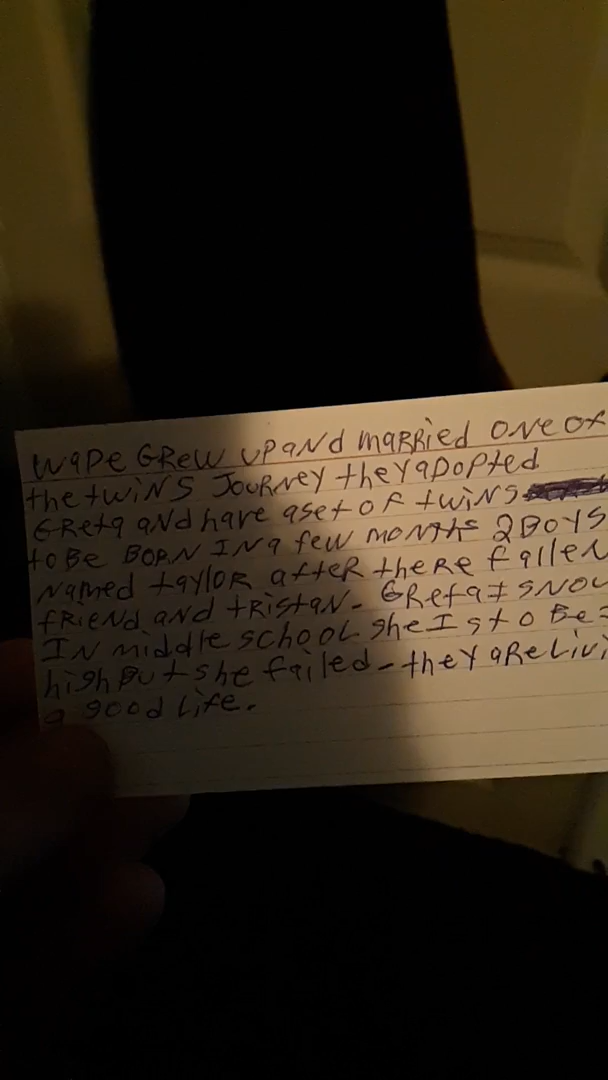 WADE GREW UP AND MARRied ONE OF
the twiNS JOURNEY they ADOPted
GRetA and have a set OF twiNS
to BE BORN IN A few MONths 2 BOYS
NAMed tAYLOR AFtER theRE fALLEN
fRiEND AND tRistAN. GRetA IS NOW
IN middle school she IS to BE
high But she fAiled - they ARe Livi
a good Life.